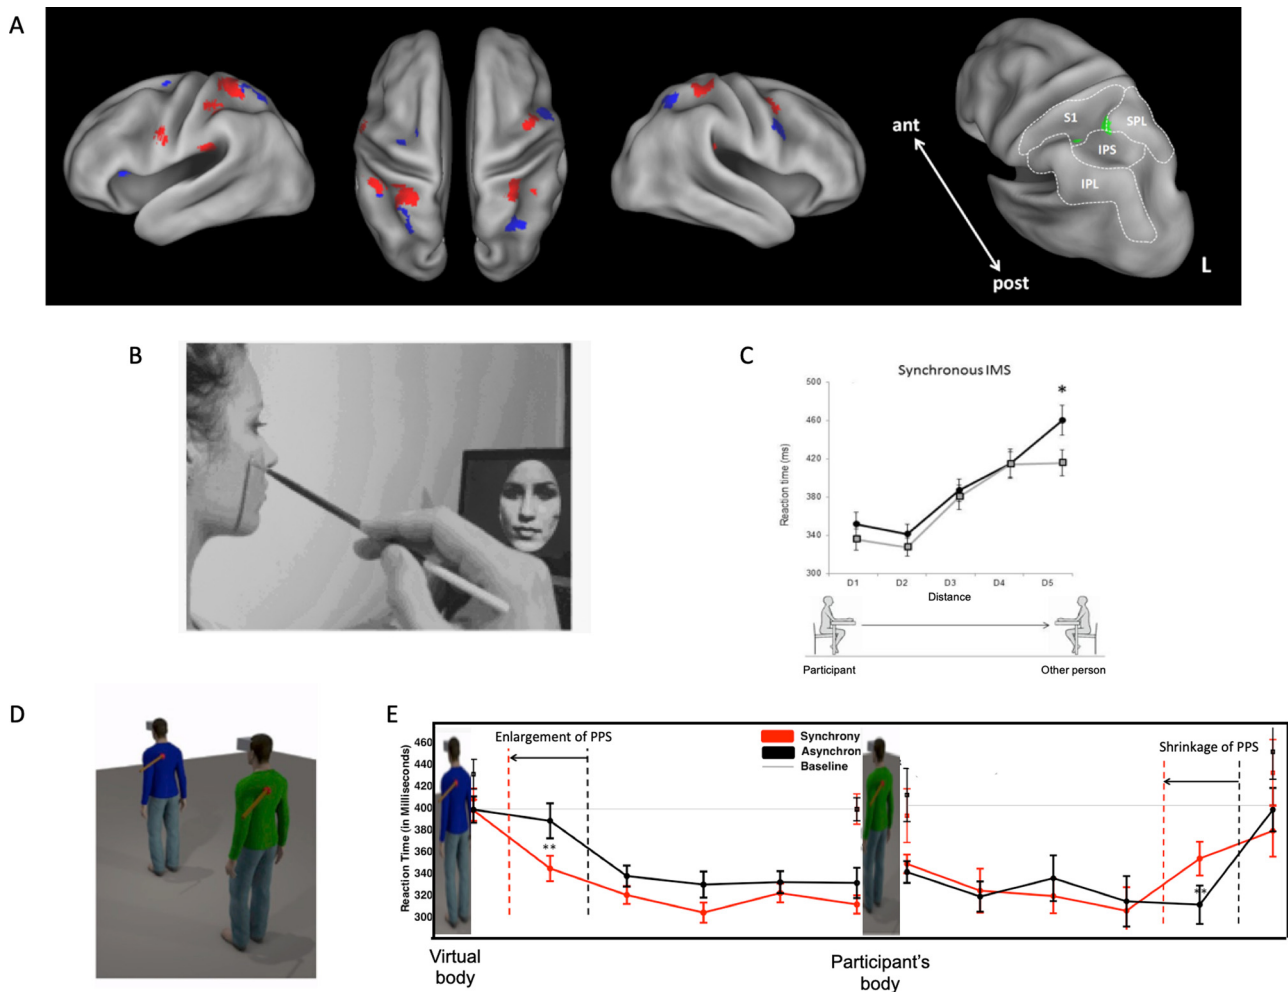 A
ant
post
S1
SPL
IPS
IPL
L
B
C
Synchronous IMS
Reaction time (ms)
500
460
420
380
340
300
*
D1 D2 D3 D4 D5
Distance
Participant
Other person
D
E
Reaction Time (in Milliseconds)
460
440
420
400
380
360
340
320
300
Enlargement of PPS
Synchrony
Asynchron
Baseline
Shrinkage of PPS
**
**
Virtual
body
Participant's
body